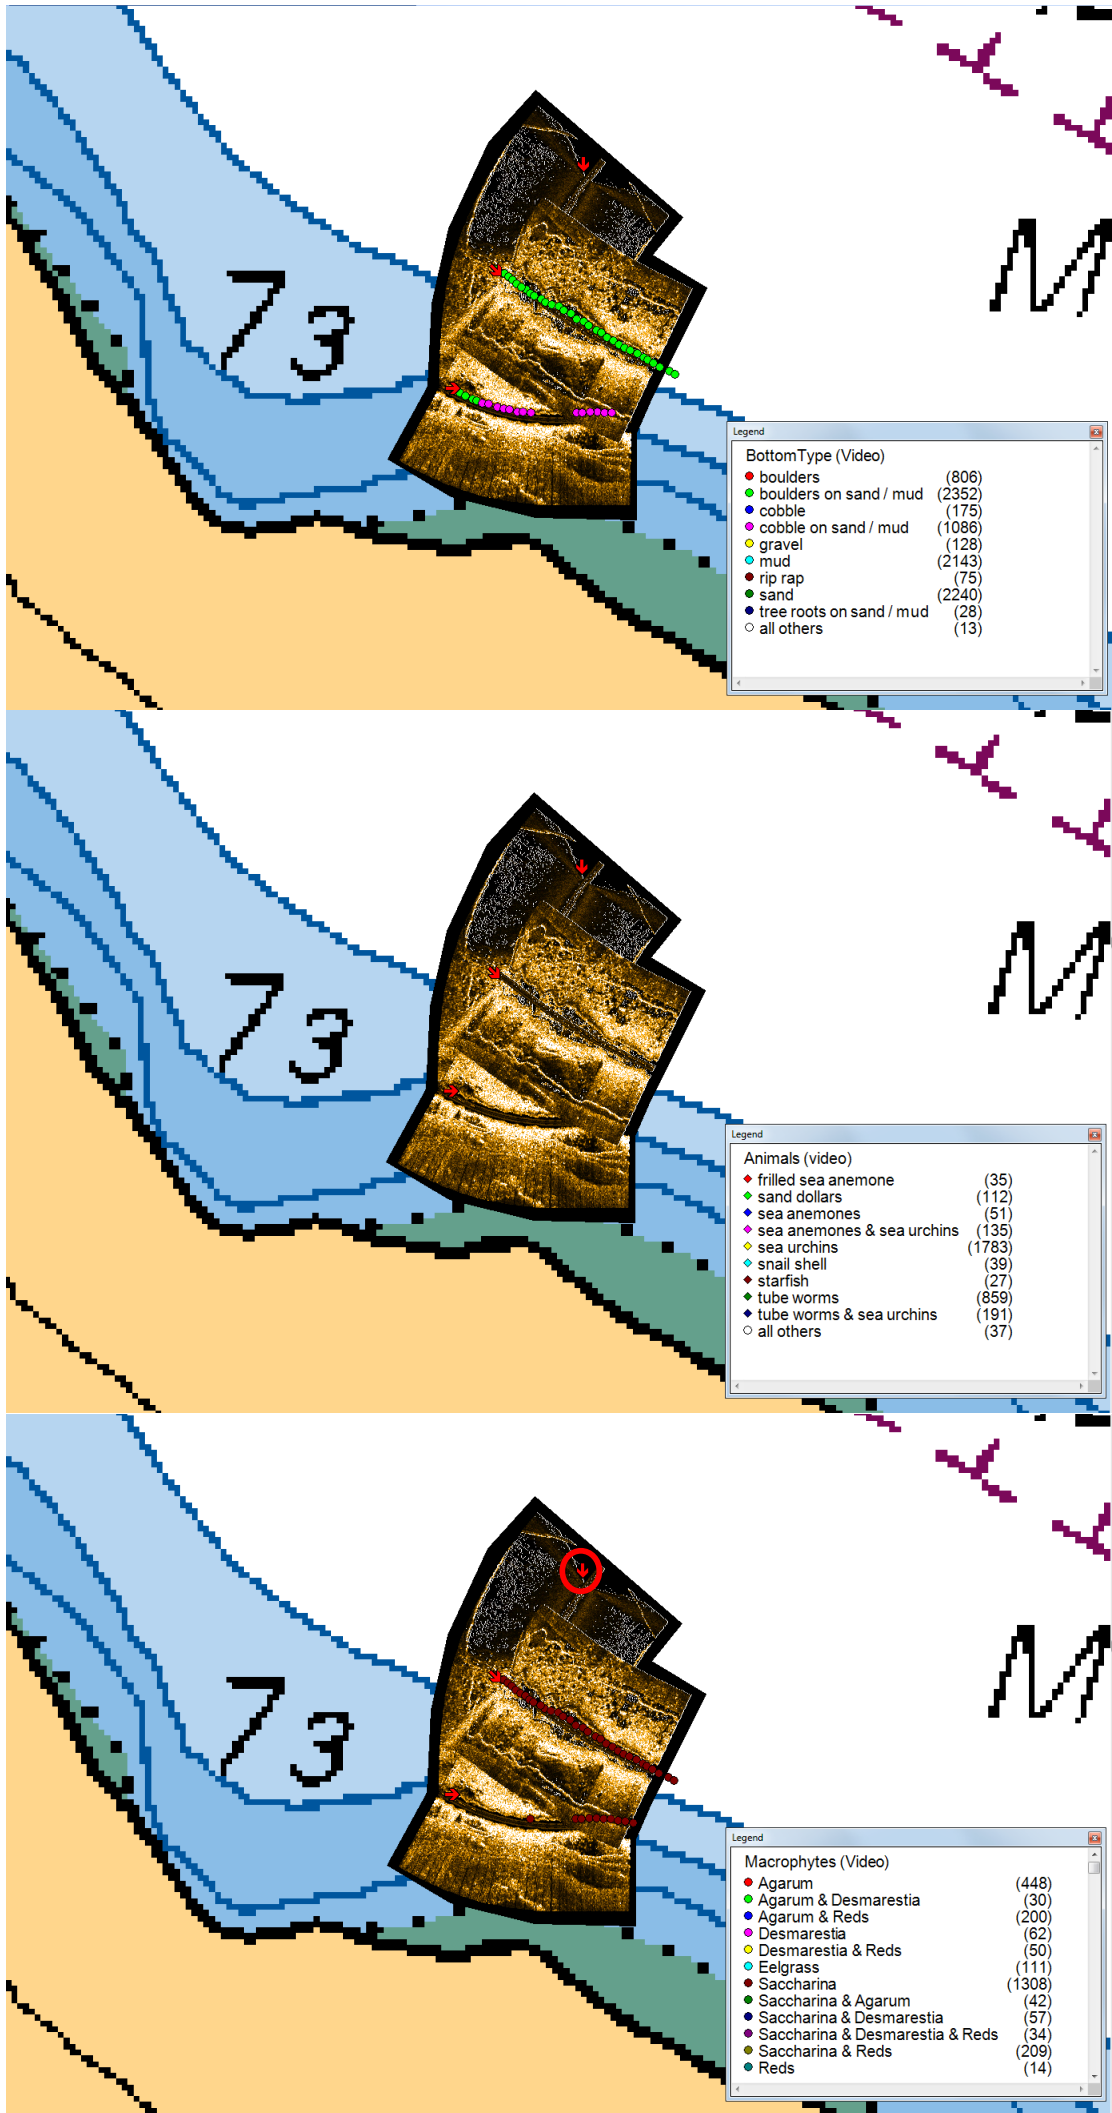 73
M
Legend
BottomType (Video)
boulders (806)
boulders on sand / mud (2352)
cobble (175)
cobble on sand / mud (1086)
gravel (128)
mud (2143)
rip rap (75)
sand (2240)
tree roots on sand / mud (28)
all others (13)
73
M
Legend
Animals (video)
frilled sea anemone (35)
sand dollars (112)
sea anemones (51)
sea anemones & sea urchins (135)
sea urchins (1783)
snail shell (39)
starfish (27)
tube worms (859)
tube worms & sea urchins (191)
all others (37)
73
M
Legend
Macrophytes (Video)
Agarum (448)
Agarum & Desmarestia (30)
Agarum & Reds (200)
Desmarestia (62)
Desmarestia & Reds (50)
Eelgrass (111)
Saccharina (1308)
Saccharina & Agarum (42)
Saccharina & Desmarestia (57)
Saccharina & Desmarestia & Reds (34)
Saccharina & Reds (209)
Reds (14)